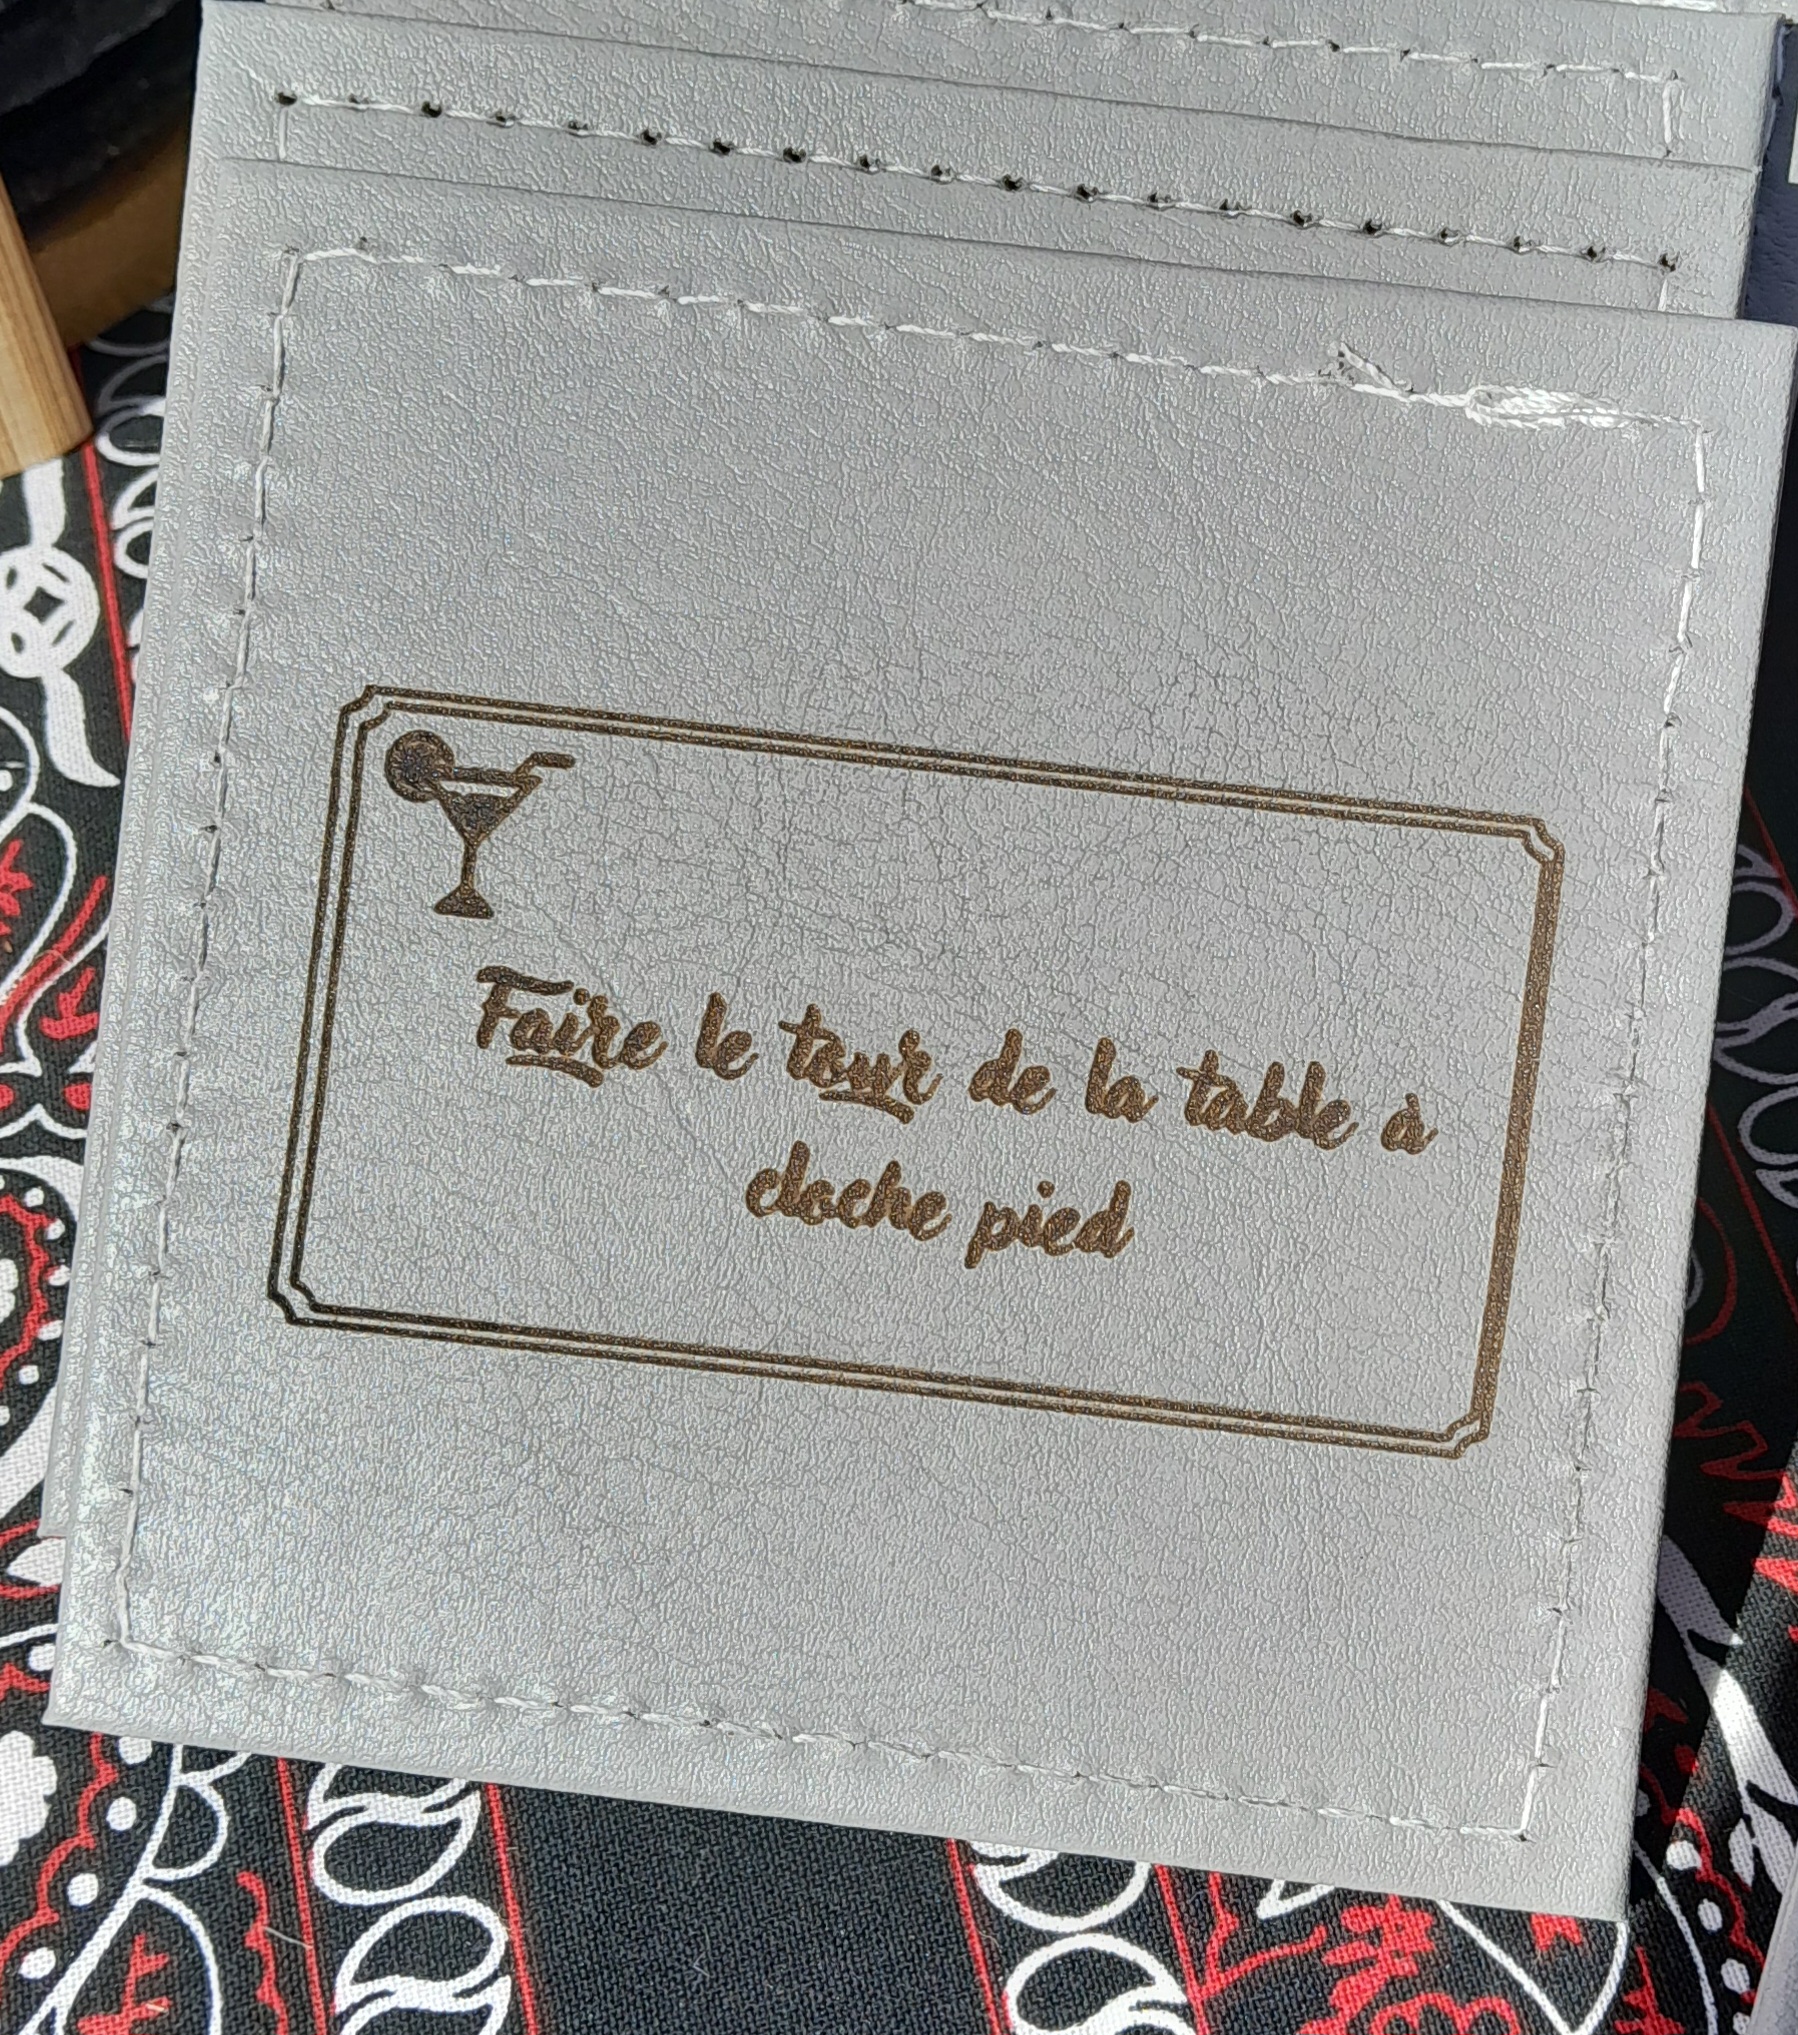 Faire le tour de la table à
cloche pied